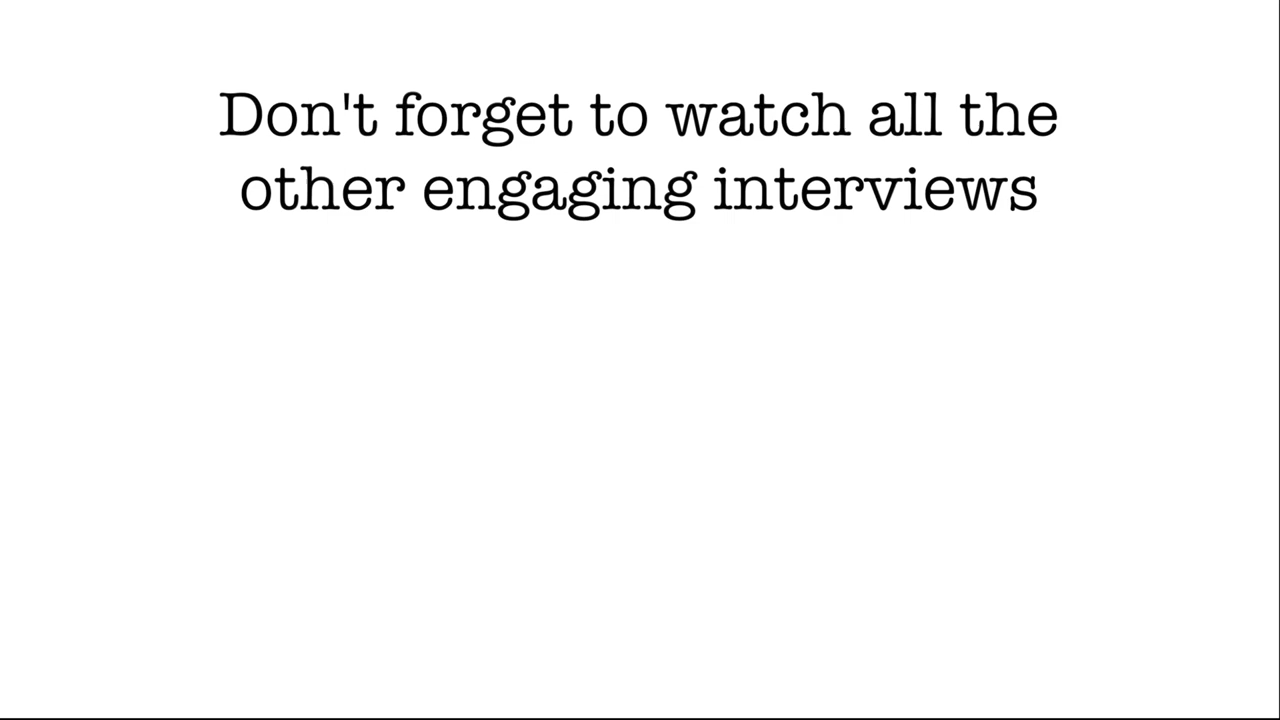 Don't forget to watch all the
other engaging interviews